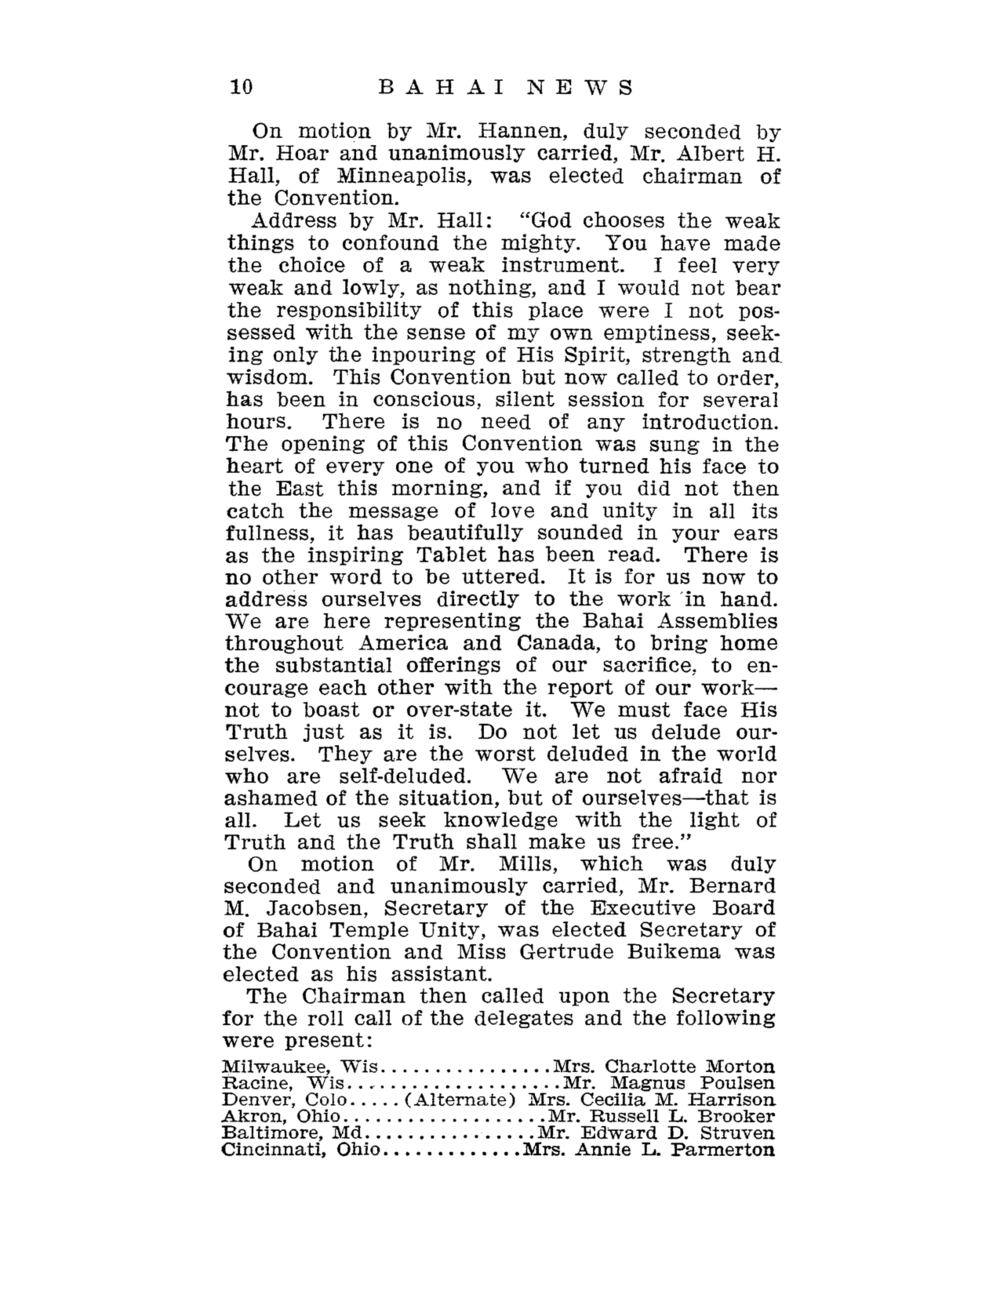 10 BAHAI NEWS
On motion by Mr. Hannen, duly seconded by
Mr. Hoar and unanimously carried, Mr. Albert H.
Hall, of Minneapolis, was elected chairman of
the Convention.
Address by Mr. Hall: “God chooses the weak
things to confound the mighty. You have made
the choice of a weak instrument. I feel very
weak and lowly, as nothing, and I would not bear
the responsibility of this place were I not pos-
sessed with the sense of my own emptiness, seek-
ing only the inpouring of His Spirit, strength and
wisdom. This Convention but now called to order,
has been in conscious, silent session for several
hours. There is no need of any introduction.
The opening of this Convention was sung in the
heart of every one of you who turned his face to
the East this morning, and if you did not then
catch the message of love and unity in all its
fullness, it has beautifully sounded in your ears
as the inspiring Tablet has been read. There is
no other word to be uttered. It is for us now to
address ourselves directly to the work in hand.
We are here representing the Bahai Assemblies
throughout America and Canada, to bring home
the substantial offerings of our sacrifice, to en-
courage each other with the report of our work—
not to boast or over-state it. We must face His
Truth just as it is. Do not let us delude our-
selves. They are the worst deluded in the world
who are self-deluded. We are not afraid nor
ashamed of the situation, but of ourselves—that is
all. Let us seek knowledge with the light of
Truth and the Truth shall make us free.”
On motion of Mr. Mills, which was duly
seconded and unanimously carried, Mr. Bernard
M. Jacobsen, Secretary of the Executive Board
of Bahai Temple Unity, was elected Secretary of
the Convention and Miss Gertrude Buikema was
elected as his assistant.
The Chairman then called upon the Secretary
for the roll call of the delegates and the following
were present:
Milwaukee, Wis................Mrs. Charlotte Morton
Racine, Wis....................Mr. Magnus Poulsen
Denver, Colo.....(Alternate) Mrs. Cecilia M. Harrison
Akron, Ohio...................Mr. Russell L. Brooker
Baltimore, Md................Mr. Edward D. Struven
Cincinnati, Ohio.............Mrs. Annie L. Parmerton